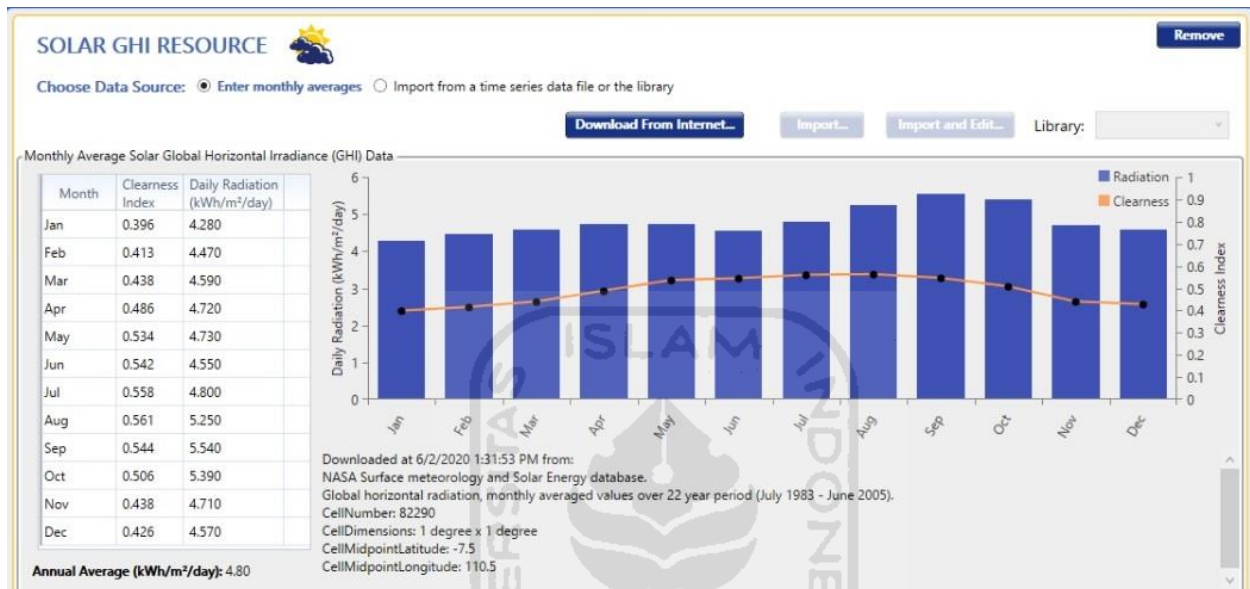 SOLAR GHI RESOURCE
Remove
Choose Data Source: Enter monthly averages Import from a time series data file or the library
Download From Internet... Import... Import and Edit... Library:
Monthly Average Solar Global Horizontal Irradiance (GHI) Data
Month Clearness Index Daily Radiation (kWh/m²/day)
Jan 0.396 4.280
Feb 0.413 4.470
Mar 0.438 4.590
Apr 0.486 4.720
May 0.534 4.730
Jun 0.542 4.550
Jul 0.558 4.800
Aug 0.561 5.250
Sep 0.544 5.540
Oct 0.506 5.390
Nov 0.438 4.710
Dec 0.426 4.570
Annual Average (kWh/m²/day): 4.80
Daily Radiation (kWh/m²/day)
6
5
4
3
2
1
0
Radiation
Clearness
1
0.9
0.8
0.7
0.6
0.5
0.4
0.3
0.2
0.1
0
Clearness Index
Jan Feb Mar Apr May Jun Jul Aug Sep Oct Nov Dec
ISLAM
Downloaded at 6/2/2020 1:31:53 PM from:
NASA Surface meteorology and Solar Energy database.
Global horizontal radiation, monthly averaged values over 22 year period (July 1983 - June 2005).
CellNumber: 82290
CellDimensions: 1 degree x 1 degree
CellMidpointLatitude: -7.5
CellMidpointLongitude: 110.5